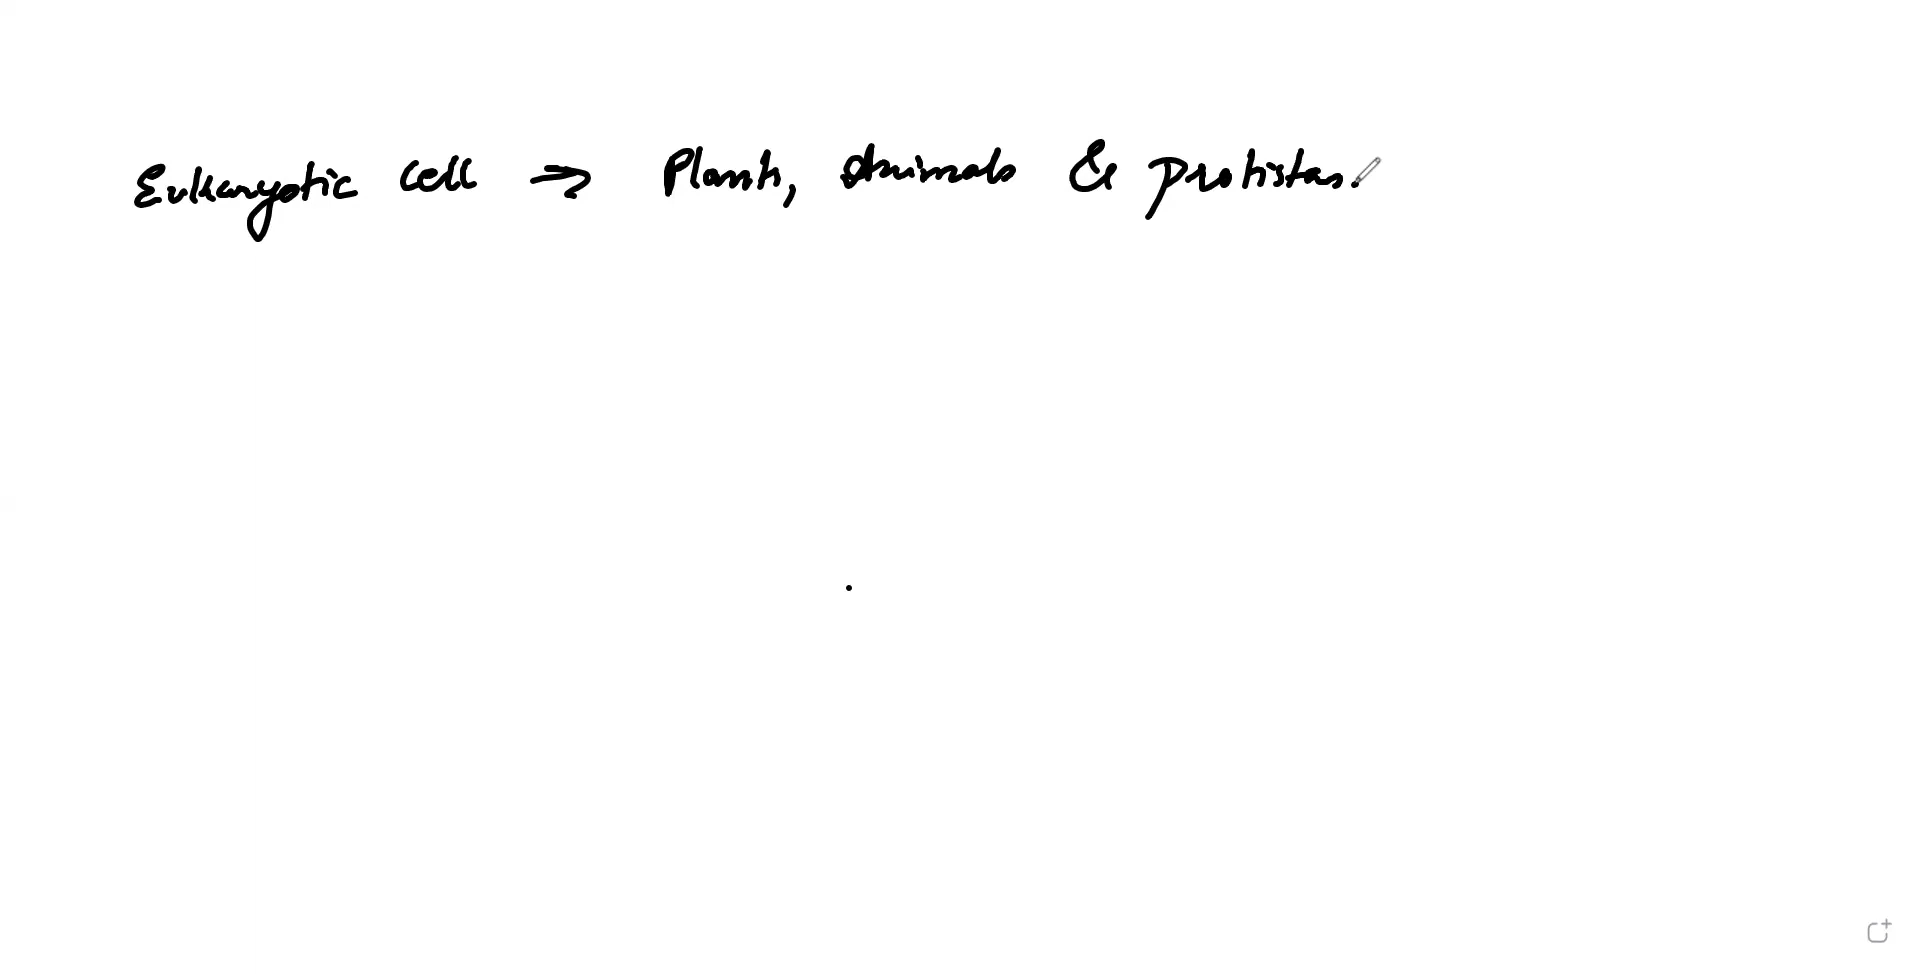 Eukaryotic cell → Plants, Animals & Protistas.